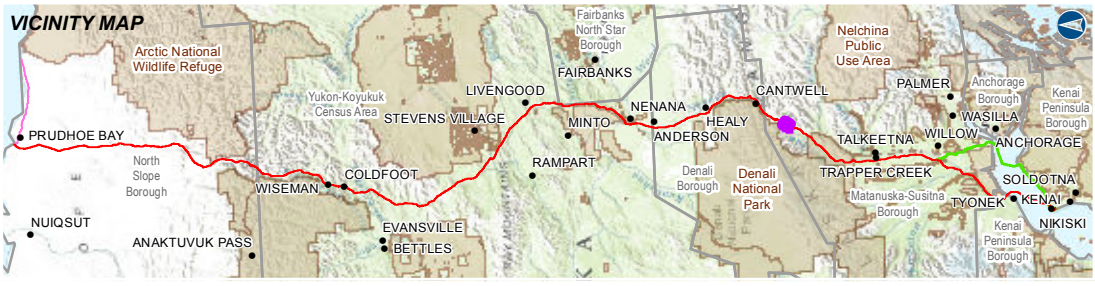 VICINITY MAP
Arctic National
Wildlife Refuge
PRUDHOE BAY
North
Slope
Borough
NUIQSUT
ANAKTUVUK PASS
WISEMAN
COLDFOOT
EVANSVILLE
BETTLES
Yukon-Koyukuk
Census Area
STEVENS VILLAGE
LIVENGOOD
RAMPART
MINTO
Fairbanks
North Star
Borough
FAIRBANKS
NENANA
ANDERSON
HEALY
CANTWELL
Denali
Borough
Denali
National
Park
Nelchina
Public
Use Area
TALKEETNA
TRAPPER CREEK
Matanuska-Susitna
Borough
PALMER
WILLOW
WASILLA
Anchorage
Borough
ANCHORAGE
Kenai
Peninsula
Borough
SOLDOTNA
KENAI
NIKISKI
TYONEK
Kenai
Peninsula
Borough